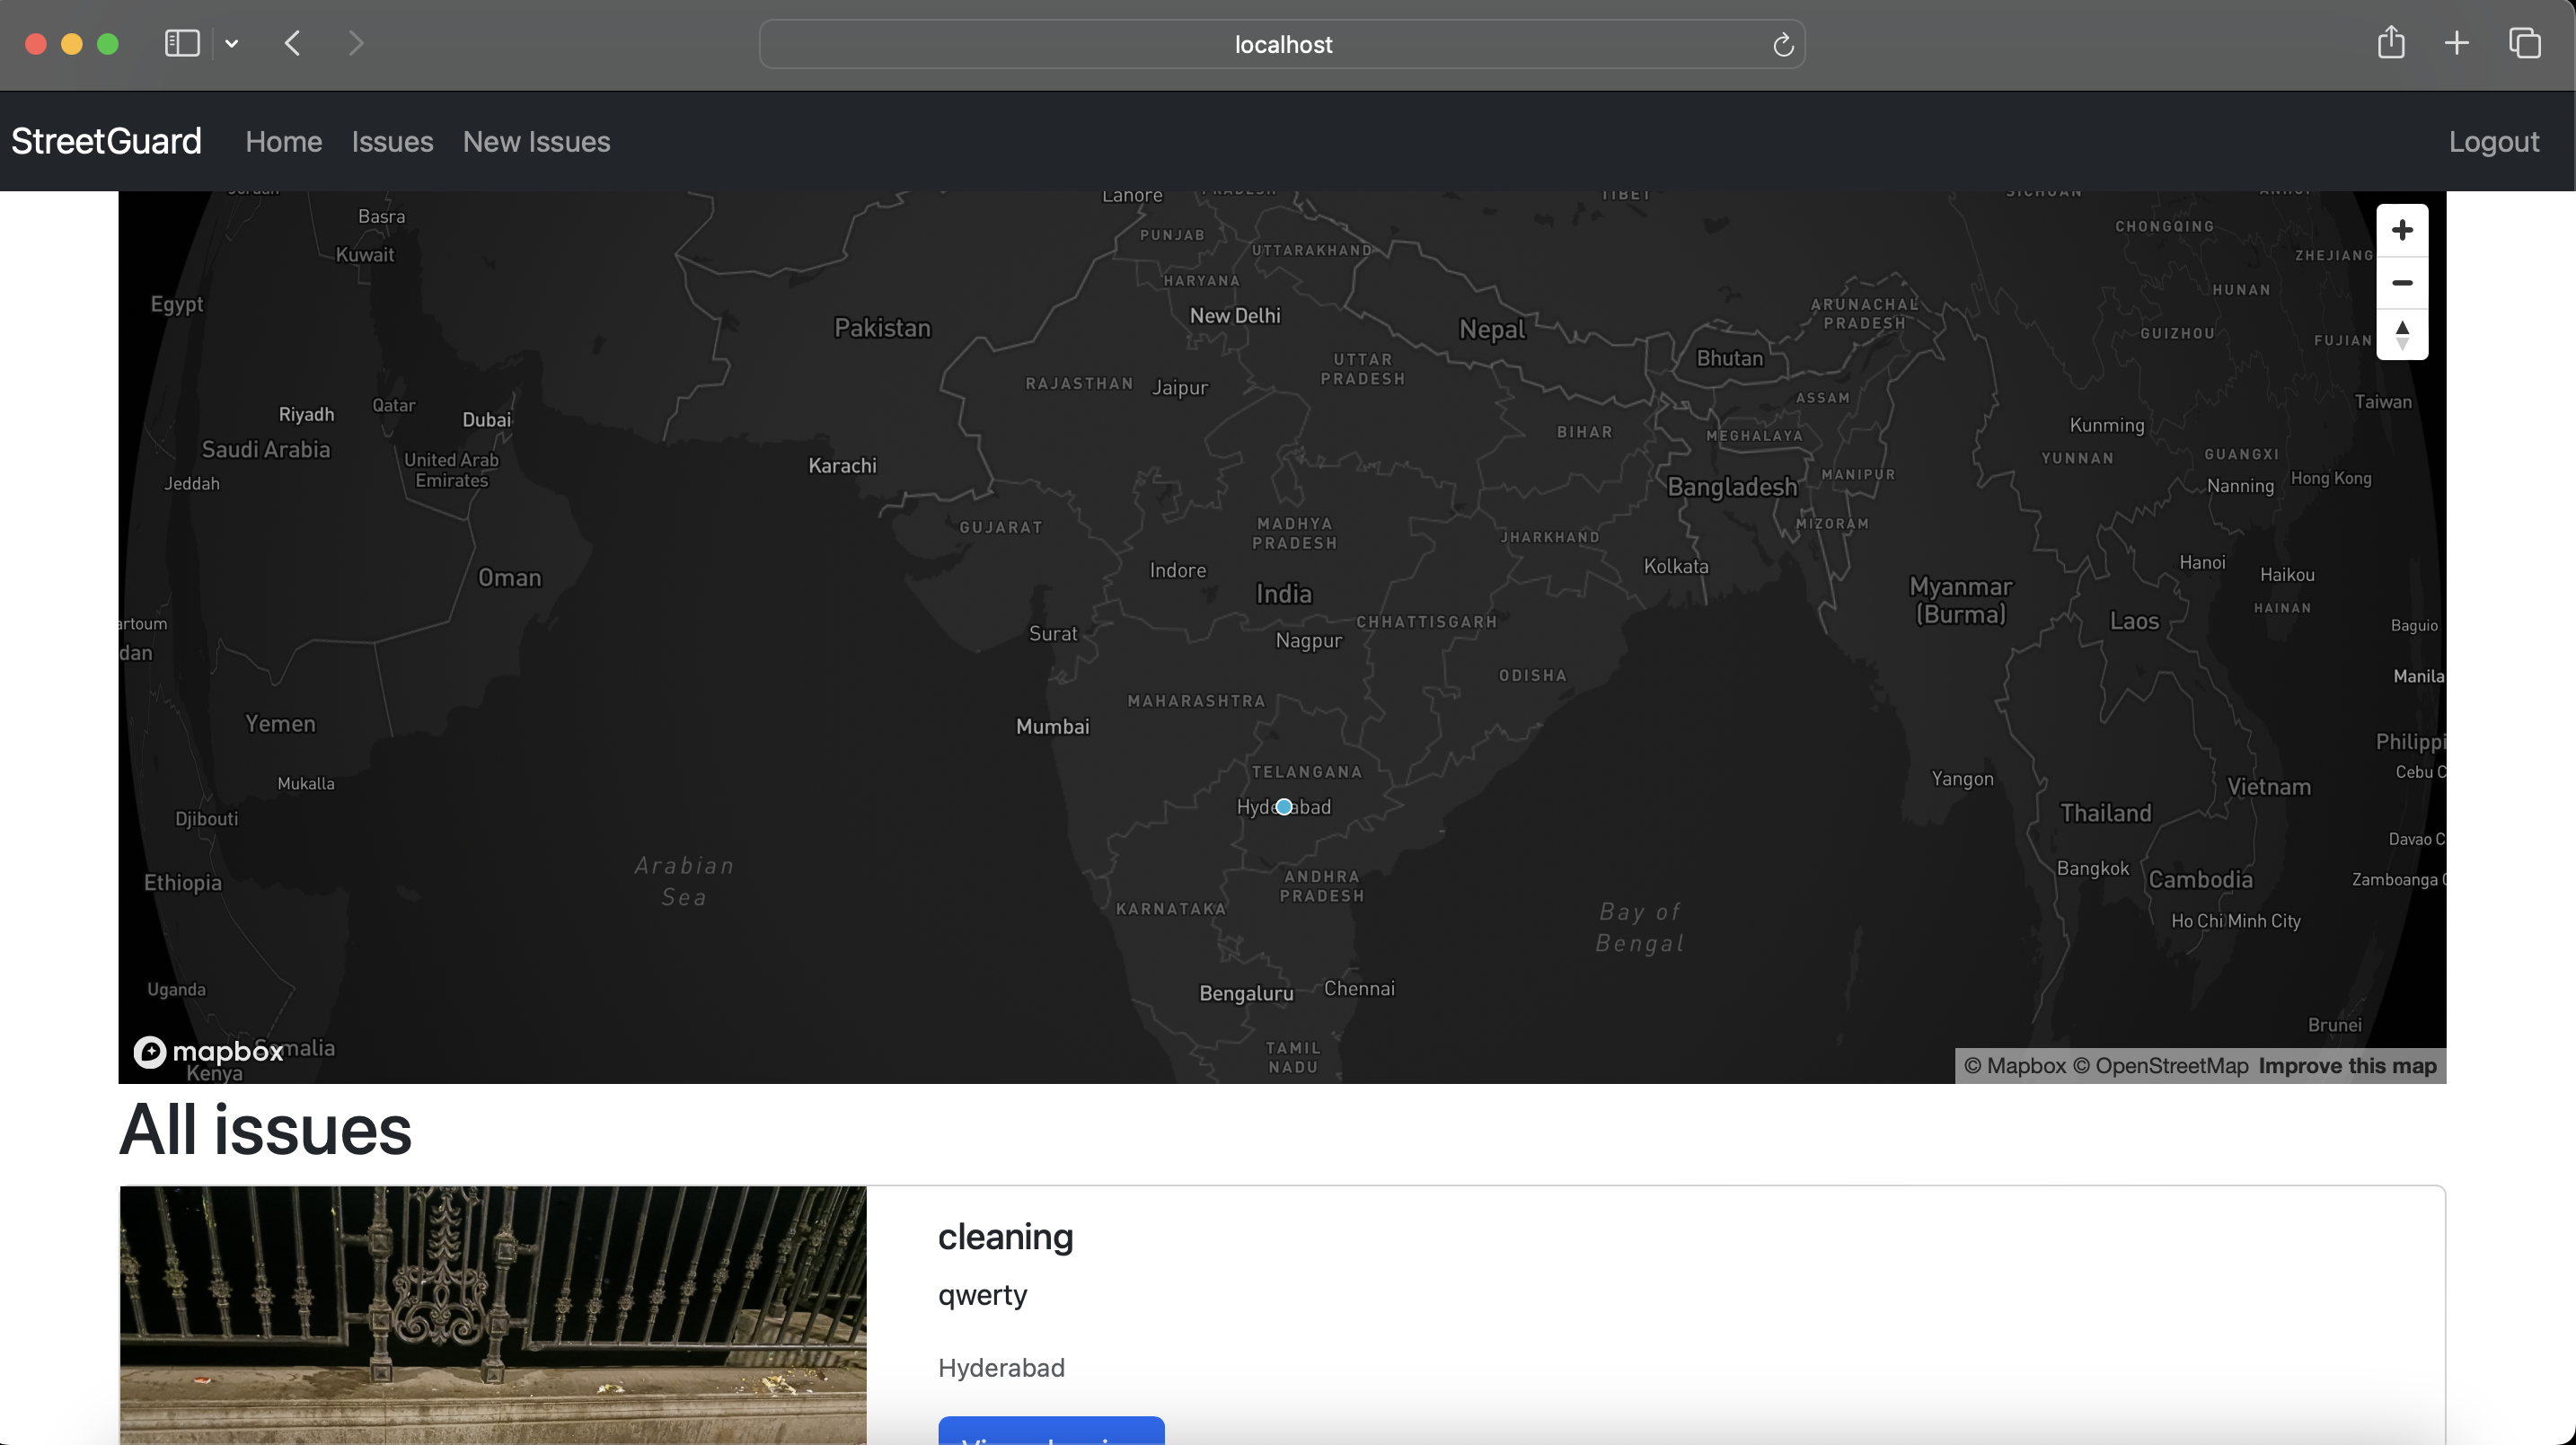 localhost
StreetGuard Home Issues New Issues Logout
Lahore
TIBET
SICHUAN
Basra
PUNJAB
CHONGQING
Kuwait
UTTARAKHAND
ZHEJIANG
HARYANA
HUNAN
Egypt
New Delhi
ARUNACHAL
PRADESH
Pakistan
Nepal
GUIZHOU
FUJIAN
Bhutan
UTTAR
PRADESH
RAJASTHAN
Jaipur
ASSAM
Taiwan
Riyadh
Qatar
Dubai
Kunming
BIHAR
MEGHALAYA
Saudi Arabia
United Arab
Emirates
Karachi
YUNNAN
GUANGXI
Jeddah
Bangladesh
MANIPUR
Nanning
Hong Kong
GUJARAT
MADHYA
PRADESH
JHARKHAND
MIZORAM
Indore
Kolkata
Hanoi
Haikou
Oman
India
Myanmar
(Burma)
HAINAN
artoum
Surat
Nagpur
CHHATTISGARH
Laos
Baguio
dan
ODISHA
Manila
MAHARASHTRA
Yemen
Mumbai
Philippi
TELANGANA
Cebu C
Mukalla
Yangon
Vietnam
Hyderabad
Djibouti
Thailand
Davao C
Arabian
Sea
Bangkok
Cambodia
Ethiopia
ANDHRA
PRADESH
Zamboanga
KARNATAKA
Bay of
Bengal
Ho Chi Minh City
Uganda
Bengaluru
Chennai
Brunei
mapbox
Somalia
TAMIL
NADU
Kenya
© Mapbox © OpenStreetMap Improve this map
All issues
cleaning
qwerty
Hyderabad